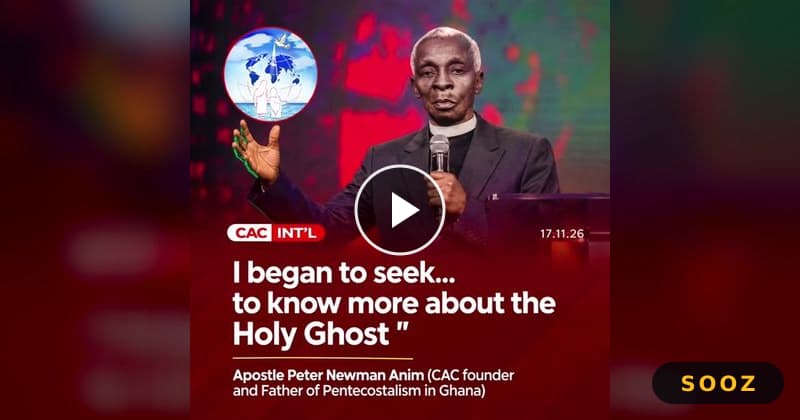 CAC INT'L
17.11.26
I began to seek...
to know more about the
Holy Ghost "
Apostle Peter Newman Anim (CAC founder
and Father of Pentecostalism in Ghana)
SOOZ